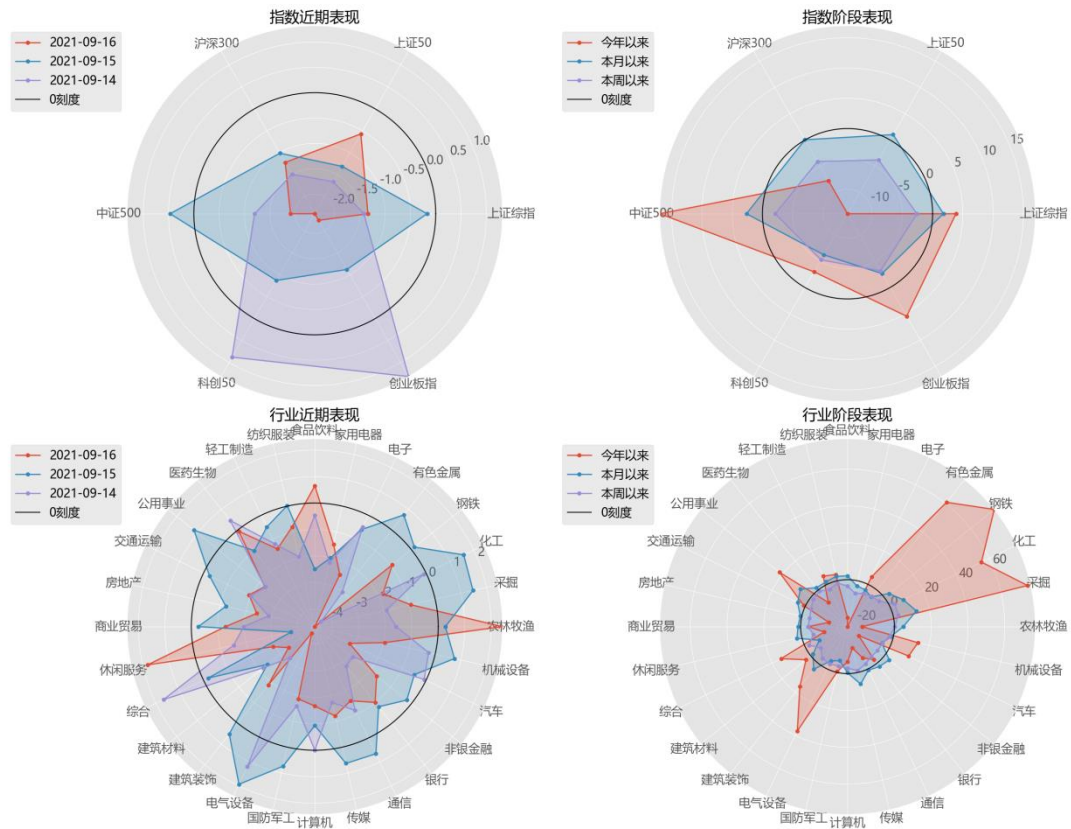 指数近期表现
2021-09-16
2021-09-15
2021-09-14
0刻度
沪深300
上证50
中证500
上证综指
科创50
创业板指
-2.0
-1.5
-1.0
-0.5
0.0
0.5
1.0
指数阶段表现
今年以来
本月以来
本周以来
0刻度
沪深300
上证50
中证500
上证综指
科创50
创业板指
-10
-5
0
5
10
15
行业近期表现
2021-09-16
2021-09-15
2021-09-14
0刻度
食品饮料
纺织服装
家用电器
轻工制造
电子
医药生物
有色金属
公用事业
钢铁
交通运输
化工
房地产
采掘
商业贸易
农林牧渔
休闲服务
机械设备
综合
汽车
建筑材料
非银金融
建筑装饰
银行
电气设备
通信
国防军工
传媒
计算机
-4
-3
-2
-1
0
1
2
行业阶段表现
今年以来
本月以来
本周以来
0刻度
食品饮料
纺织服装
家用电器
轻工制造
电子
医药生物
有色金属
公用事业
钢铁
交通运输
化工
房地产
采掘
商业贸易
农林牧渔
休闲服务
机械设备
综合
汽车
建筑材料
非银金融
建筑装饰
银行
电气设备
通信
国防军工
传媒
计算机
-20
0
20
40
60